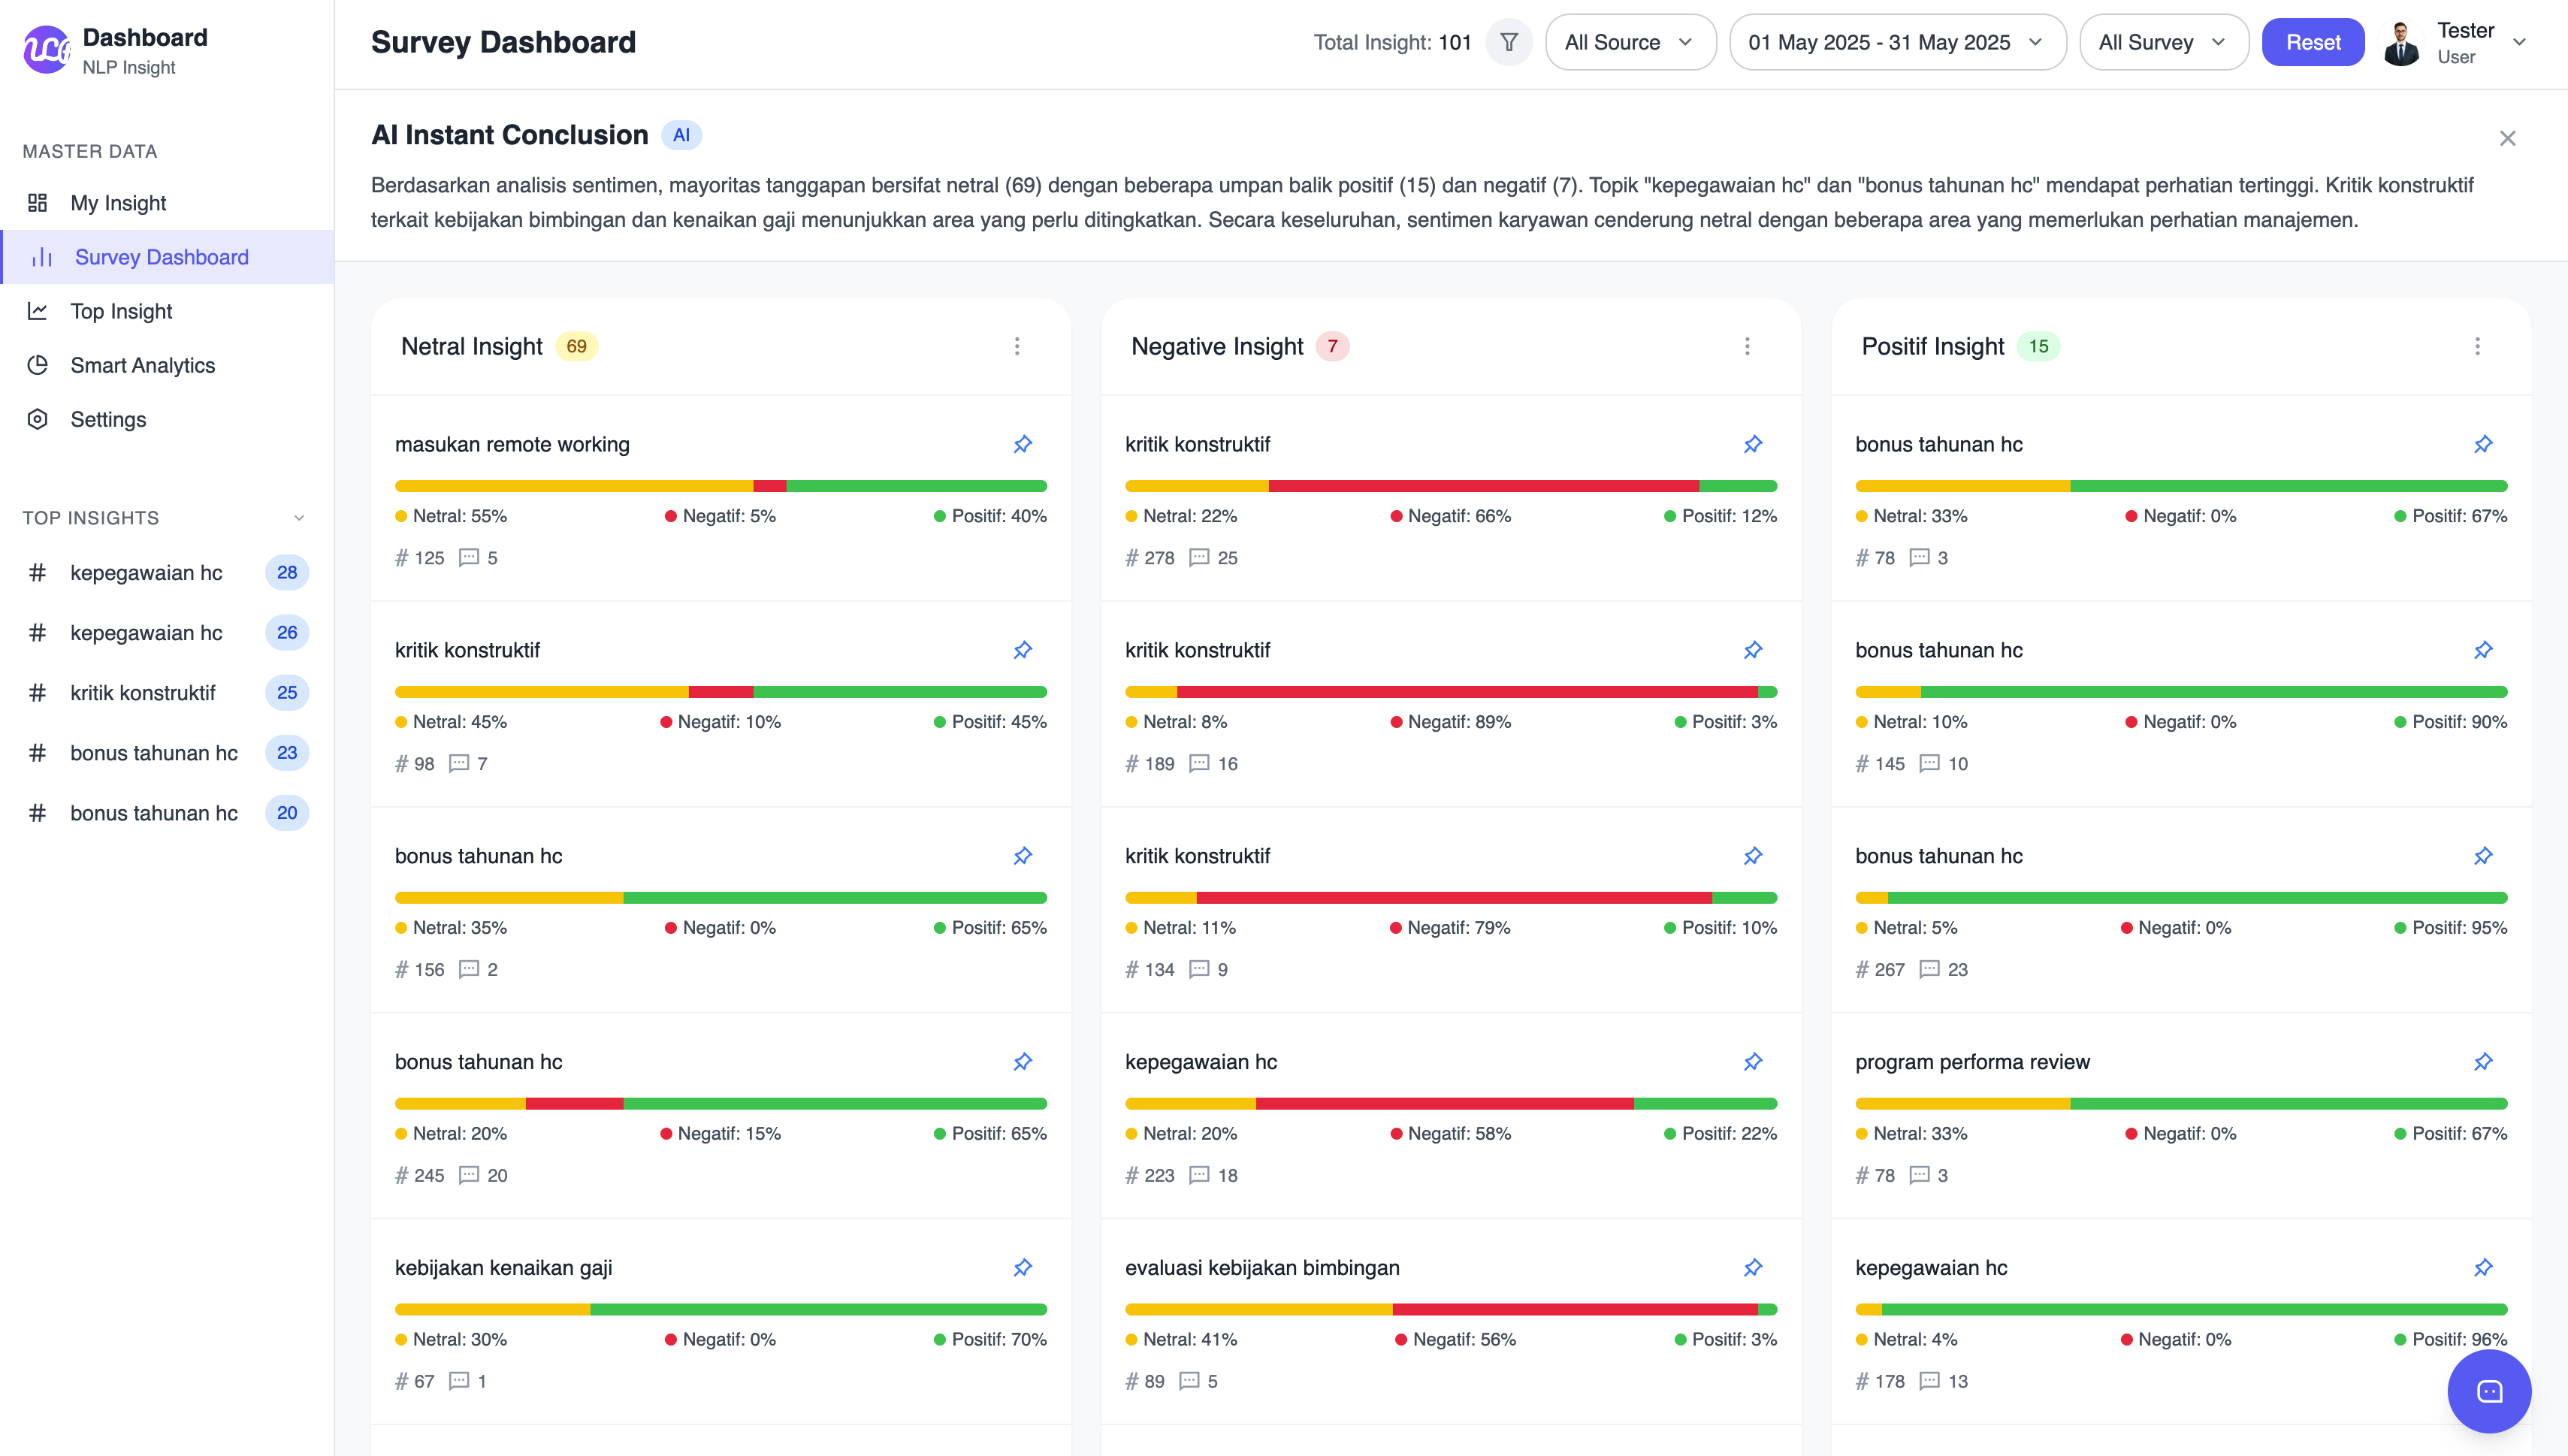 Dashboard
NLP Insight
MASTER DATA
My Insight
Survey Dashboard
Top Insight
Smart Analytics
Settings
TOP INSIGHTS
# kepegawaian hc 28
# kepegawaian hc 26
# kritik konstruktif 25
# bonus tahunan hc 23
# bonus tahunan hc 20
Survey Dashboard
Total Insight: 101
All Source
01 May 2025 - 31 May 2025
All Survey
Reset
Tester
User
AI Instant Conclusion AI
Berdasarkan analisis sentimen, mayoritas tanggapan bersifat netral (69) dengan beberapa umpan balik positif (15) dan negatif (7). Topik "kepegawaian hc" dan "bonus tahunan hc" mendapat perhatian tertinggi. Kritik konstruktif
terkait kebijakan bimbingan dan kenaikan gaji menunjukkan area yang perlu ditingkatkan. Secara keseluruhan, sentimen karyawan cenderung netral dengan beberapa area yang memerlukan perhatian manajemen.
Netral Insight 69
masukan remote working
Netral: 55% Negatif: 5% Positif: 40%
# 125 5
kritik konstruktif
Netral: 45% Negatif: 10% Positif: 45%
# 98 7
bonus tahunan hc
Netral: 35% Negatif: 0% Positif: 65%
# 156 2
bonus tahunan hc
Netral: 20% Negatif: 15% Positif: 65%
# 245 20
kebijakan kenaikan gaji
Netral: 30% Negatif: 0% Positif: 70%
# 67 1
Negative Insight 7
kritik konstruktif
Netral: 22% Negatif: 66% Positif: 12%
# 278 25
kritik konstruktif
Netral: 8% Negatif: 89% Positif: 3%
# 189 16
kritik konstruktif
Netral: 11% Negatif: 79% Positif: 10%
# 134 9
kepegawaian hc
Netral: 20% Negatif: 58% Positif: 22%
# 223 18
evaluasi kebijakan bimbingan
Netral: 41% Negatif: 56% Positif: 3%
# 89 5
Positif Insight 15
bonus tahunan hc
Netral: 33% Negatif: 0% Positif: 67%
# 78 3
bonus tahunan hc
Netral: 10% Negatif: 0% Positif: 90%
# 145 10
bonus tahunan hc
Netral: 5% Negatif: 0% Positif: 95%
# 267 23
program performa review
Netral: 33% Negatif: 0% Positif: 67%
# 78 3
kepegawaian hc
Netral: 4% Negatif: 0% Positif: 96%
# 178 13